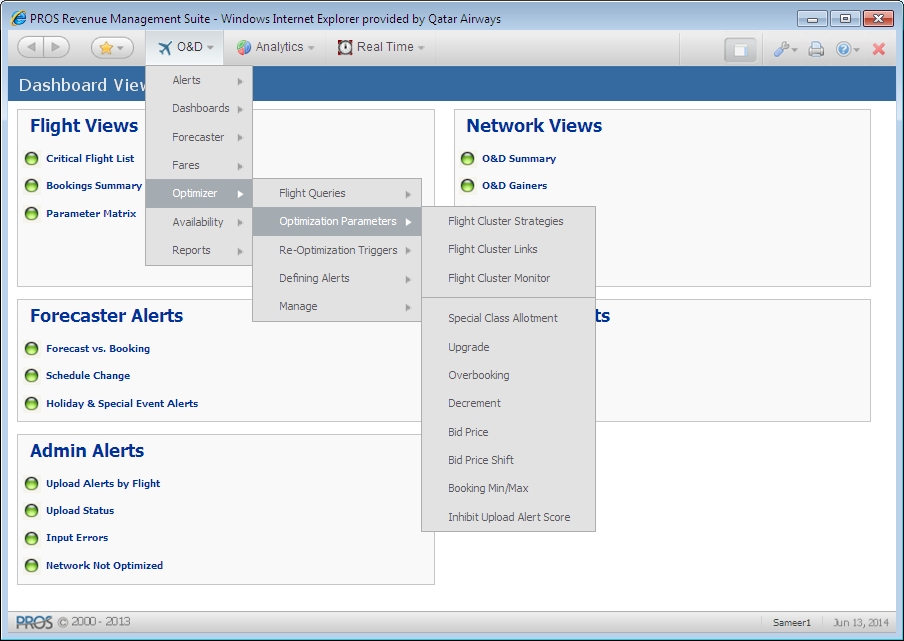 PROS Revenue Management Suite - Windows Internet Explorer provided by Qatar Airways
O&D
Analytics
Real Time
Dashboard View
Alerts
Dashboards
Forecaster
Fares
Optimizer
Availability
Reports
Flight Queries
Optimization Parameters
Re-Optimization Triggers
Defining Alerts
Manage
Flight Cluster Strategies
Flight Cluster Links
Flight Cluster Monitor
Special Class Allotment
Upgrade
Overbooking
Decrement
Bid Price
Bid Price Shift
Booking Min/Max
Inhibit Upload Alert Score
Flight Views
Critical Flight List
Bookings Summary
Parameter Matrix
Network Views
O&D Summary
O&D Gainers
Forecaster Alerts
Forecast vs. Booking
Schedule Change
Holiday & Special Event Alerts
ts
Admin Alerts
Upload Alerts by Flight
Upload Status
Input Errors
Network Not Optimized
PROS © 2000 - 2013
Sameer1
Jun 13, 2014